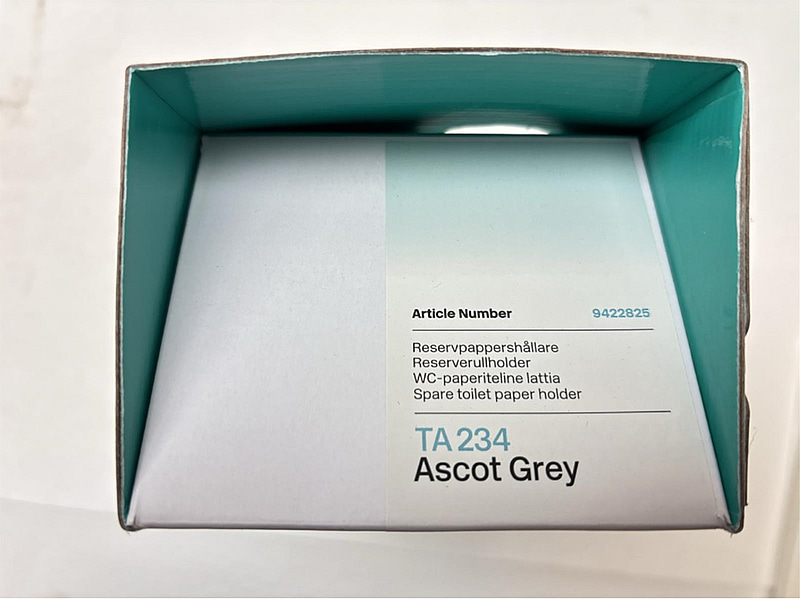 Article Number 9422825
Reservpappershållare
Reserverullholder
WC-paperiteline lattia
Spare toilet paper holder
TA 234
Ascot Grey